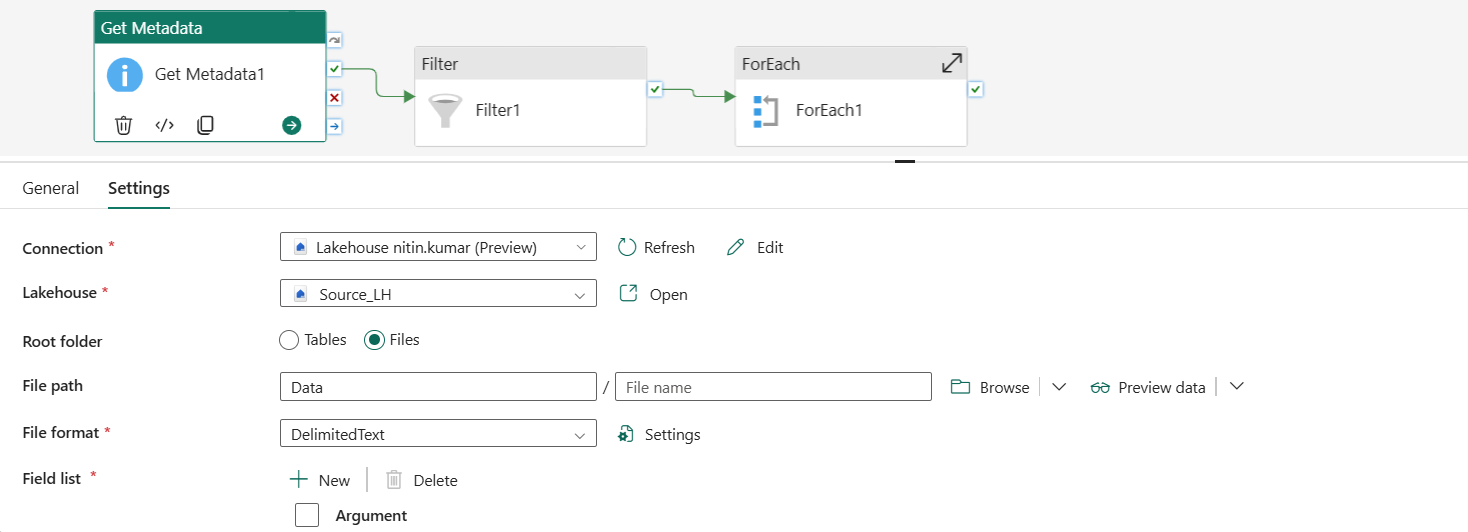 Get Metadata
Get Metadata1
Filter
Filter1
ForEach
ForEach1
General Settings
Connection * Lakehouse nitin.kumar (Preview) Refresh Edit
Lakehouse * Source_LH Open
Root folder Tables Files
File path Data / File name Browse Preview data
File format * DelimitedText Settings
Field list * New Delete
Argument